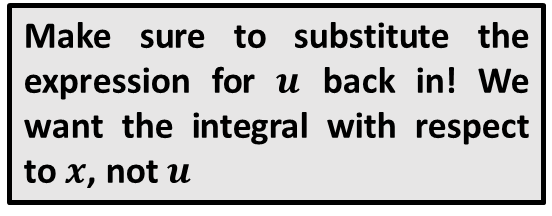 Make sure to substitute the
expression for u back in! We
want the integral with respect
to x, not u